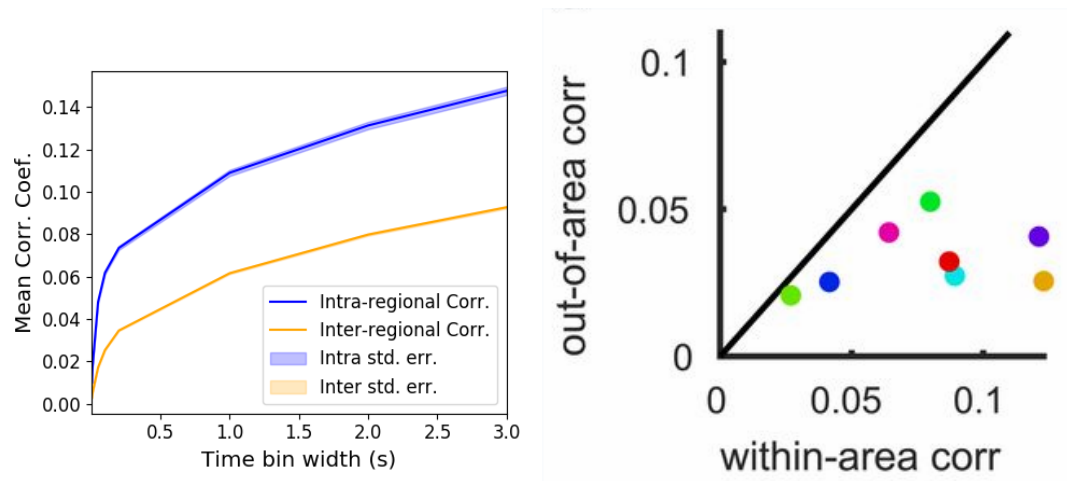 Mean Corr. Coef.
0.14
0.12
0.10
0.08
0.06
0.04
0.02
0.00
0.5
1.0
1.5
2.0
2.5
3.0
Time bin width (s)
Intra-regional Corr.
Inter-regional Corr.
Intra std. err.
Inter std. err.
out-of-area corr
0.1
0.05
0
0
0.05
0.1
within-area corr